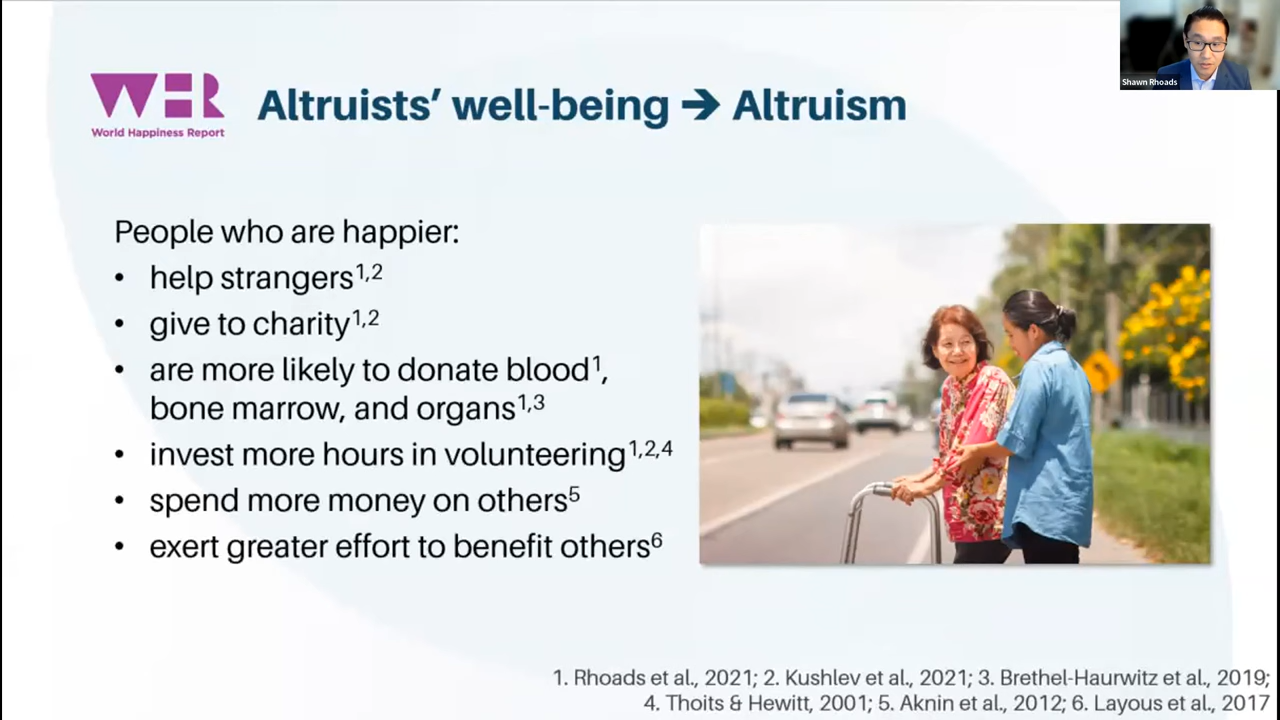 Shawn Rhoads
WHR
World Happiness Report
Altruists’ well-being ➔ Altruism
People who are happier:
• help strangers1,2
• give to charity1,2
• are more likely to donate blood1,
bone marrow, and organs1,3
• invest more hours in volunteering1,2,4
• spend more money on others5
• exert greater effort to benefit others6
1. Rhoads et al., 2021; 2. Kushlev et al., 2021; 3. Brethel-Haurwitz et al., 2019;
4. Thoits & Hewitt, 2001; 5. Aknin et al., 2012; 6. Layous et al., 2017